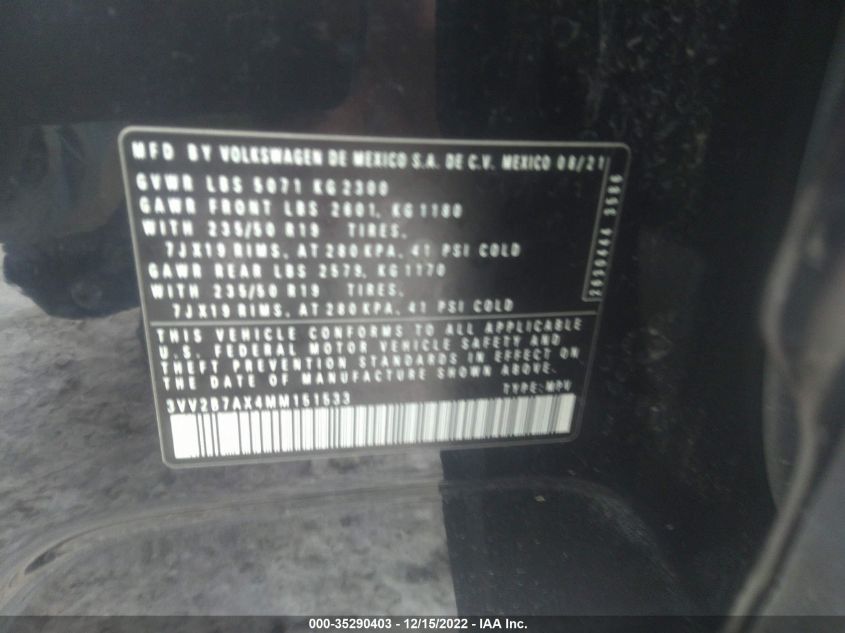 MFD BY VOLKSWAGEN DE MEXICO S.A. DE C.V. MEXICO 08/21
GVWR LBS 5071 KG 2300
GAWR FRONT LBS 2601, KG 1180
WITH 235/50 R19 TIRES,
7JX19 RIMS, AT 280 KPA, 41 PSI COLD
GAWR REAR LBS 2579, KG 1170
WITH 235/50 R19 TIRES,
7JX19 RIMS, AT 280 KPA, 41 PSI COLD
THIS VEHICLE CONFORMS TO ALL APPLICABLE
U.S. FEDERAL MOTOR VEHICLE SAFETY AND
THEFT PREVENTION STANDARDS IN EFFECT ON
THE DATE OF MANUFACTURE SHOWN ABOVE.
3VV2B7AX4MM151533 TYPE: MPV
000-35290403 - 12/15/2022 - IAA Inc.